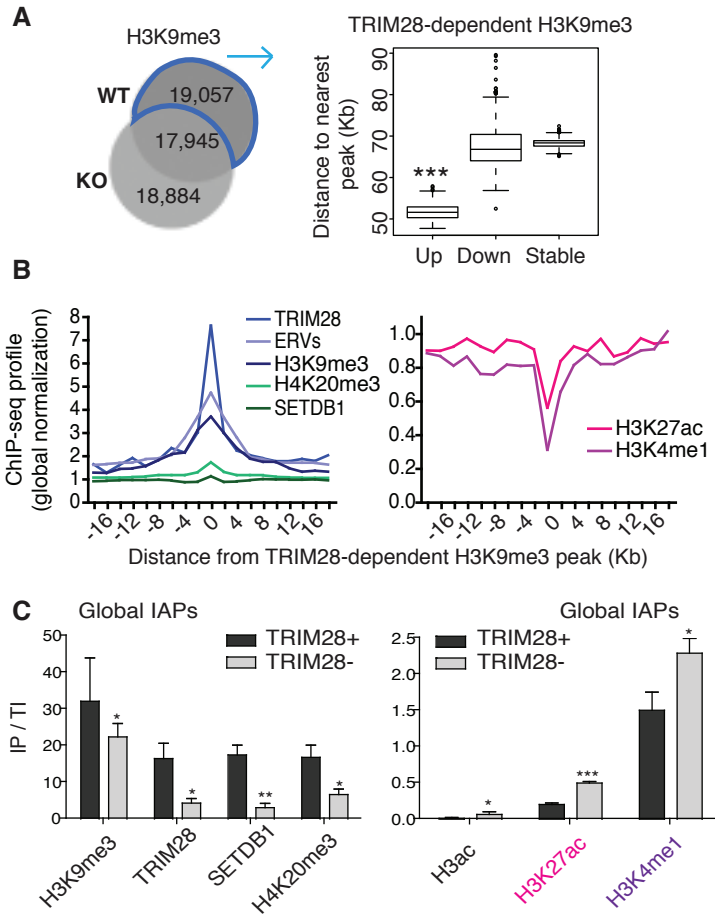 A
H3K9me3
WT
19,057
17,945
KO
18,884
TRIM28-dependent H3K9me3
Distance to nearest
peak (Kb)
90
80
70
60
50
***
Up Down Stable
B
ChIP-seq profile
(global normalization)
8
7
6
5
4
3
2
1
0
TRIM28
ERVs
H3K9me3
H4K20me3
SETDB1
-16 -12 -8 -4 0 4 8 12 16
1.0
0.8
0.6
0.4
0.2
0.0
H3K27ac
H3K4me1
-16 -12 -8 -4 0 4 8 12 16
Distance from TRIM28-dependent H3K9me3 peak (Kb)
C
Global IAPs
IP / TI
50
40
30
20
10
0
TRIM28+
TRIM28-
*
*
**
*
H3K9me3 TRIM28 SETDB1 H4K20me3
Global IAPs
2.5
2.0
1.5
1.0
0.5
0.0
TRIM28+
TRIM28-
*
***
*
H3ac H3K27ac H3K4me1